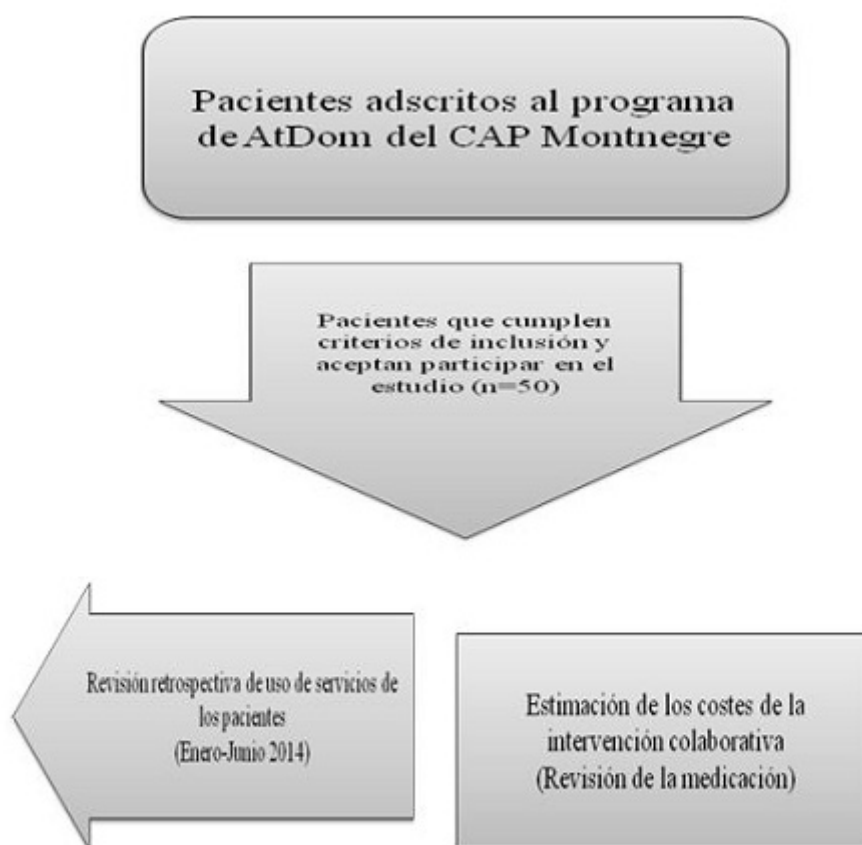 Pacientes adscritos al programa
de AtDom del CAP Montnegre
Pacientes que cumplen
criterios de inclusión y
aceptan participar en el
estudio (n=50)
Revisión retrospectiva de uso de servicios de
los pacientes
(Enero-Junio 2014)
Estimación de los costes de la
intervención colaborativa
(Revisión de la medicación)